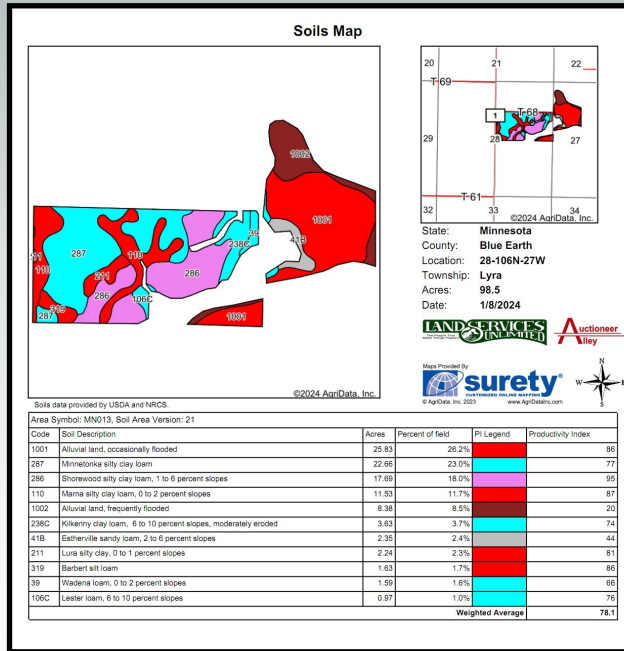 Soils Map
1002
1001
39
41B
238C
287
110
211
110
211
286
286
106C
319
287
1001
©2024 AgriData, Inc.
Soils data provided by USDA and NRCS.
20 21 22
T-69
1 T-68
29 28 27
T-61
32 33 34
©2024 AgriData, Inc.
State: Minnesota
County: Blue Earth
Location: 28-106N-27W
Township: Lyra
Acres: 98.5
Date: 1/8/2024
LAND SERVICES
UNLIMITED
Auctioneer
Alley
Maps Provided By:
surety®
CUSTOMIZED ONLINE MAPPING
© AgriData, Inc. 2023 www.AgriDataInc.com
N
W E
S
Area Symbol: MN013, Soil Area Version: 21
Code Soil Description Acres Percent of field PI Legend Productivity Index
1001 Alluvial land, occasionally flooded 25.83 26.2% 86
287 Minnetonka silty clay loam 22.66 23.0% 77
286 Shorewood silty clay loam, 1 to 6 percent slopes 17.69 18.0% 95
110 Marna silty clay loam, 0 to 2 percent slopes 11.53 11.7% 87
1002 Alluvial land, frequently flooded 8.38 8.5% 20
238C Kilkenny clay loam, 6 to 10 percent slopes, moderately eroded 3.63 3.7% 74
41B Estherville sandy loam, 2 to 6 percent slopes 2.35 2.4% 44
211 Lura silty clay, 0 to 1 percent slopes 2.24 2.3% 81
319 Barbert silt loam 1.63 1.7% 86
39 Wadena loam, 0 to 2 percent slopes 1.59 1.6% 66
106C Lester loam, 6 to 10 percent slopes 0.97 1.0% 76
Weighted Average 78.1